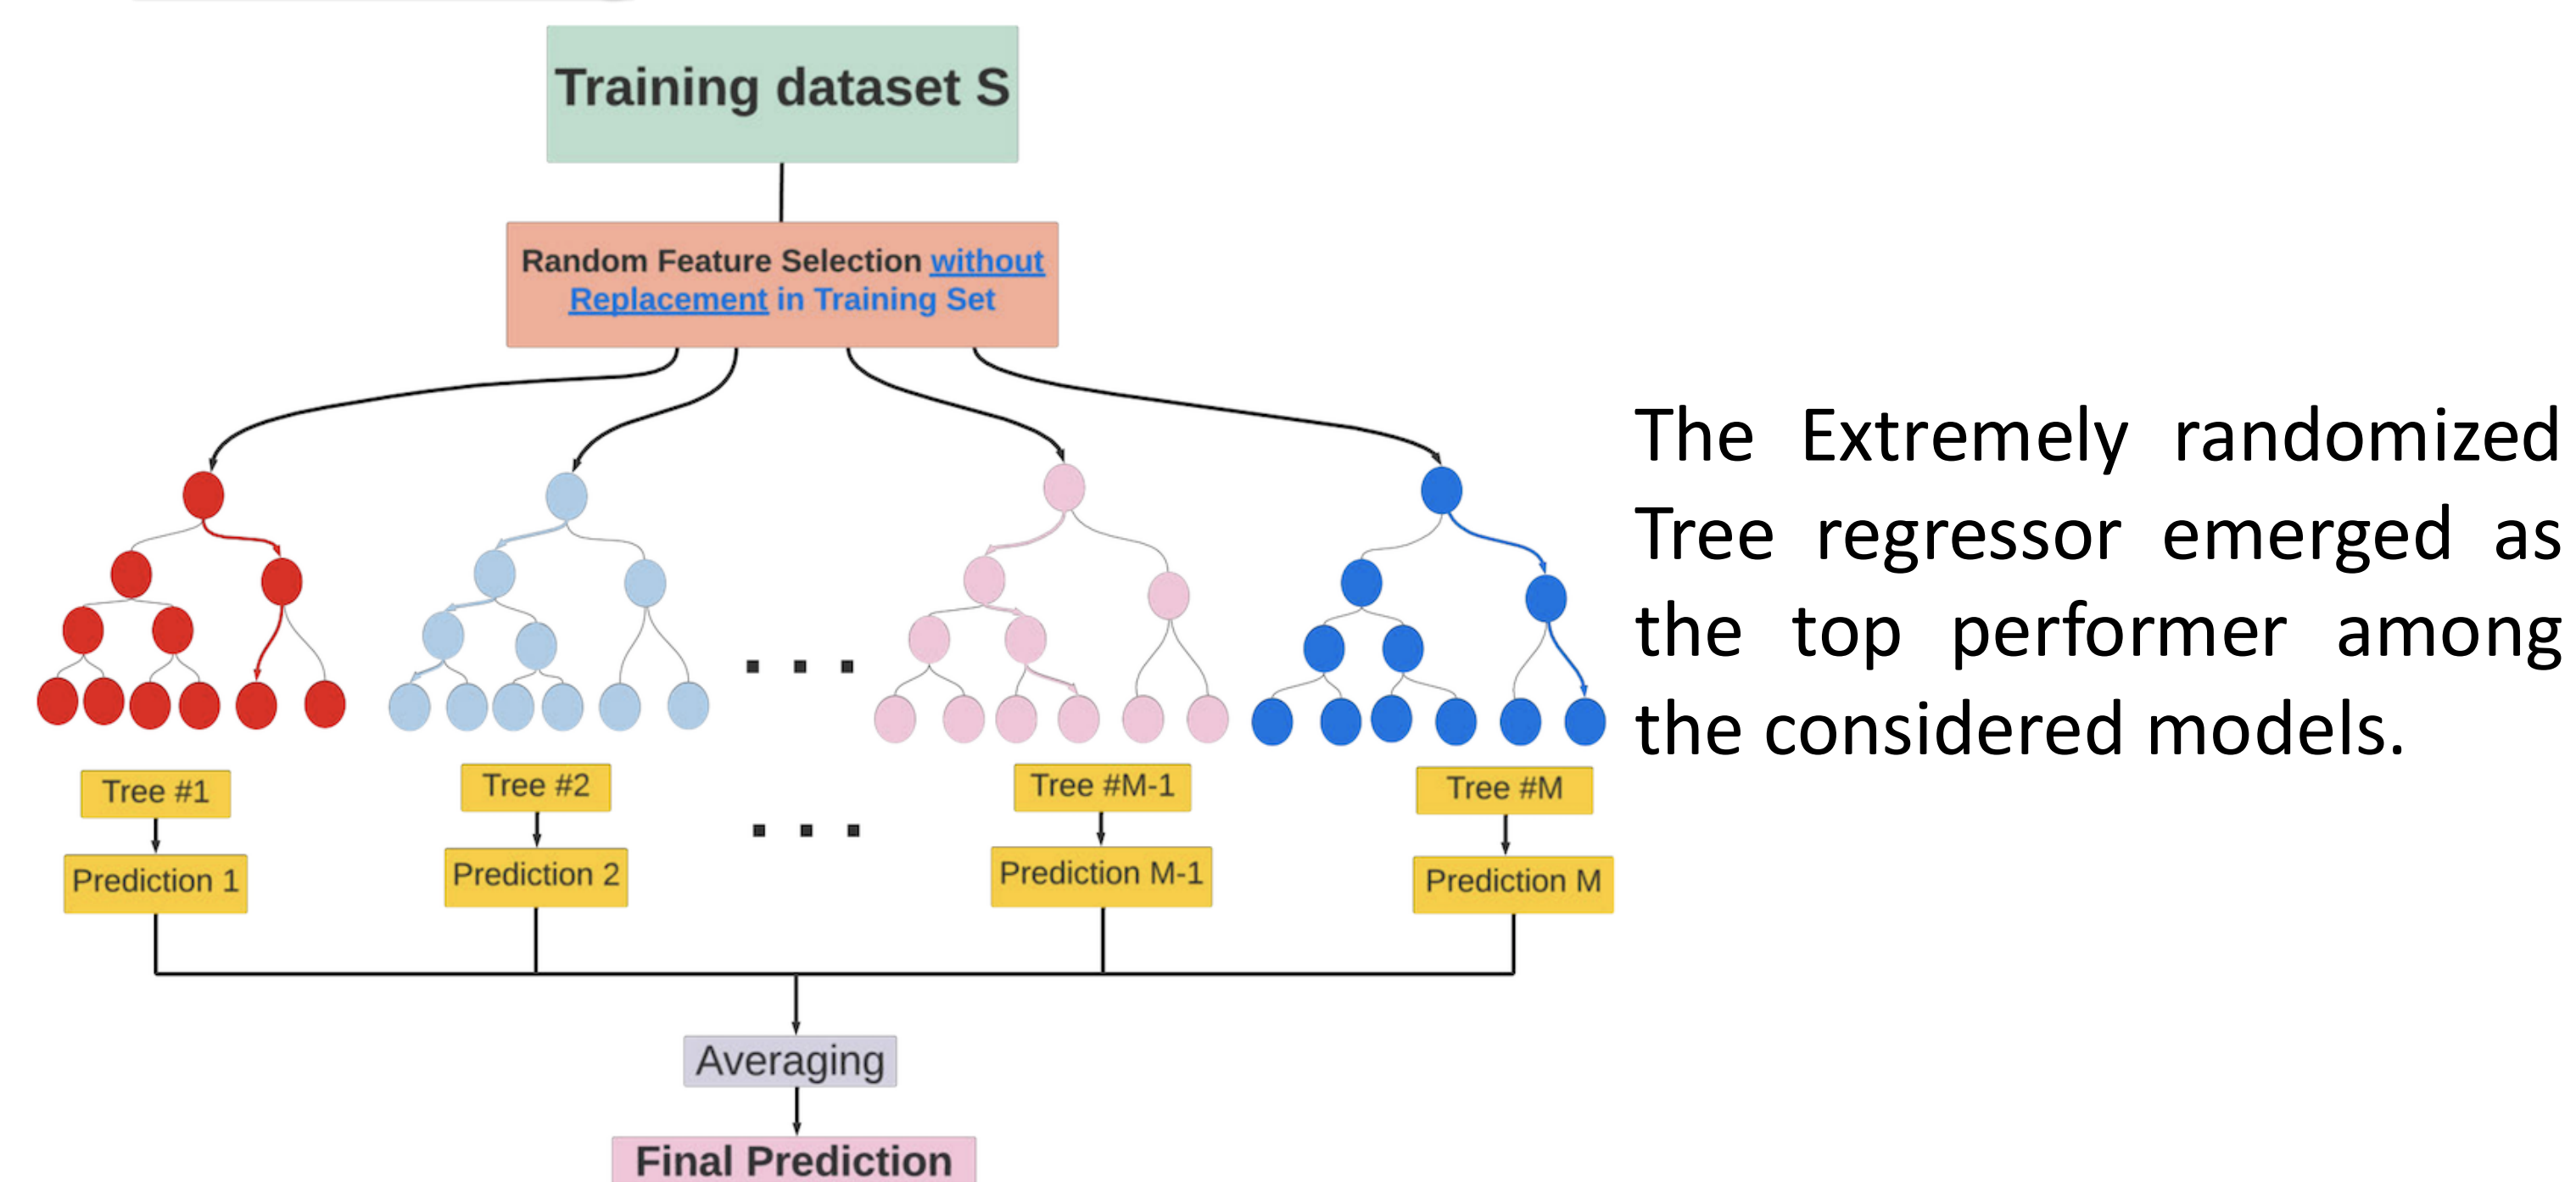 Training dataset S
Random Feature Selection without
Replacement in Training Set
The Extremely randomized
Tree regressor emerged as
the top performer among
the considered models.
. . .
Tree #1
Tree #2
Tree #M-1
Tree #M
. . .
Prediction 1
Prediction 2
Prediction M-1
Prediction M
Averaging
Final Prediction